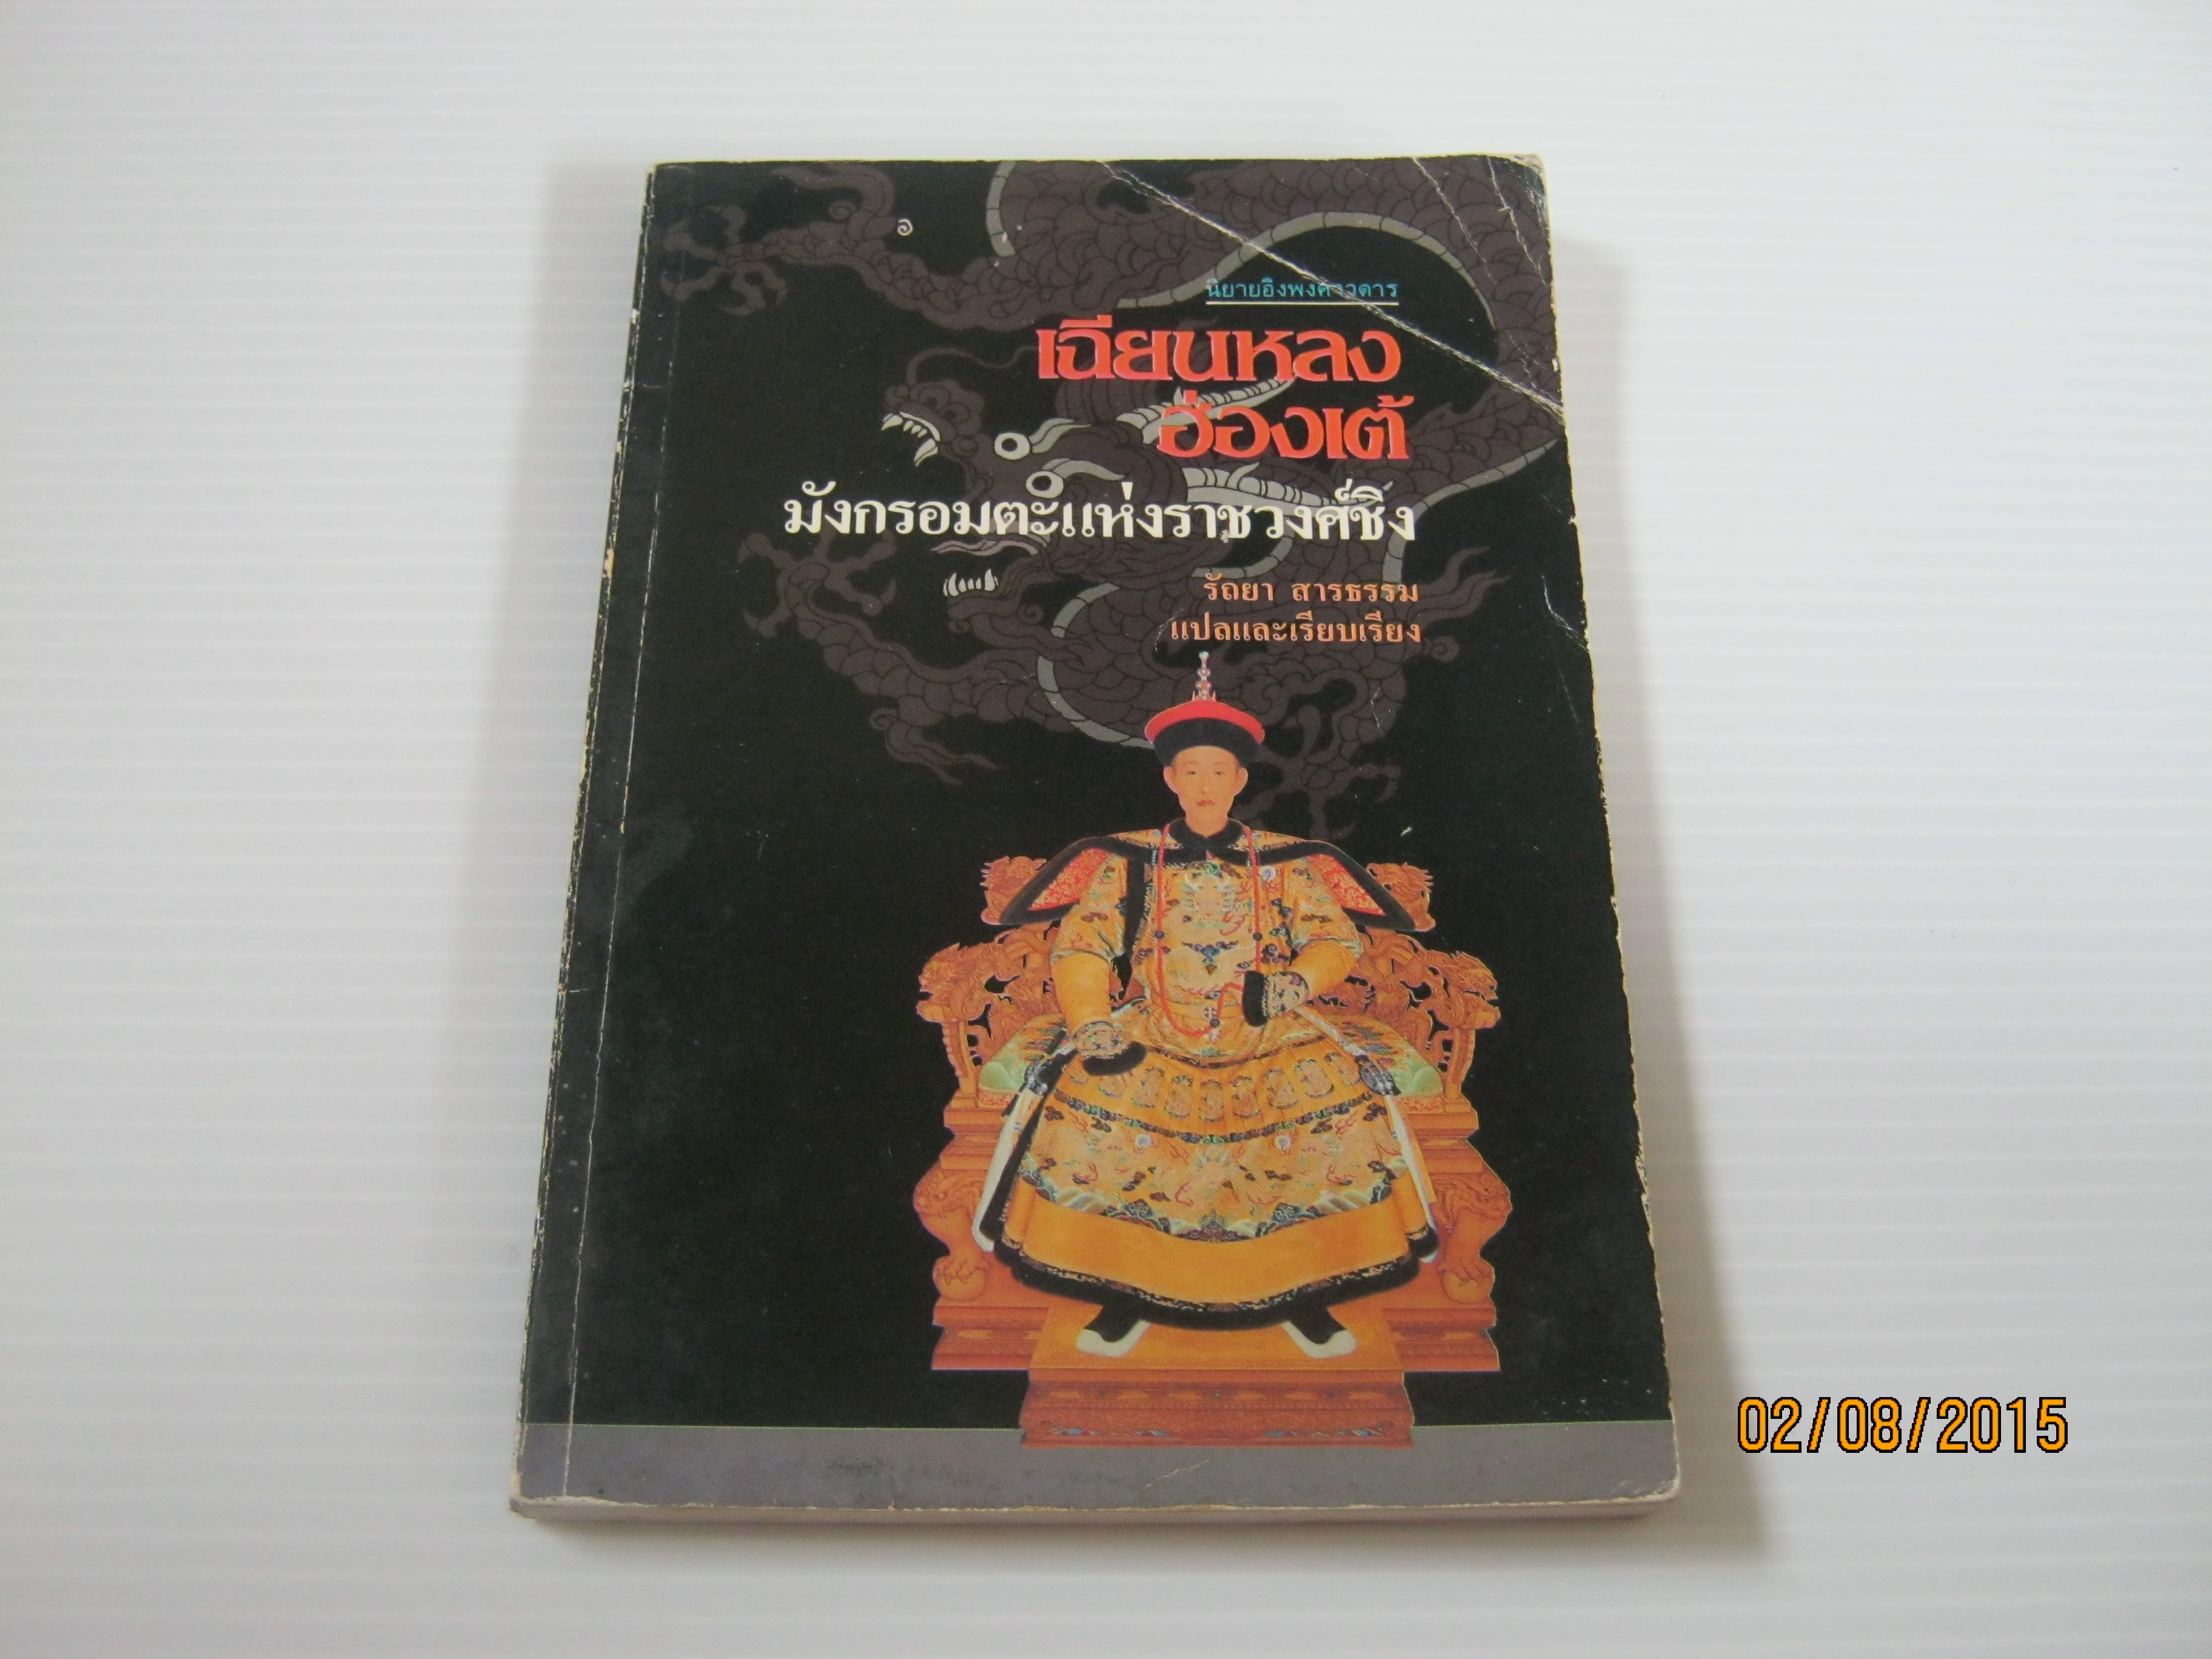 นิยายอิงพงศาวดาร
เฉียนหลง
ฮ่องเต้
มังกรอมตะแห่งราชวงศ์ชิง
รัถยา สารธรรม
แปลและเรียบเรียง
02/08/2015